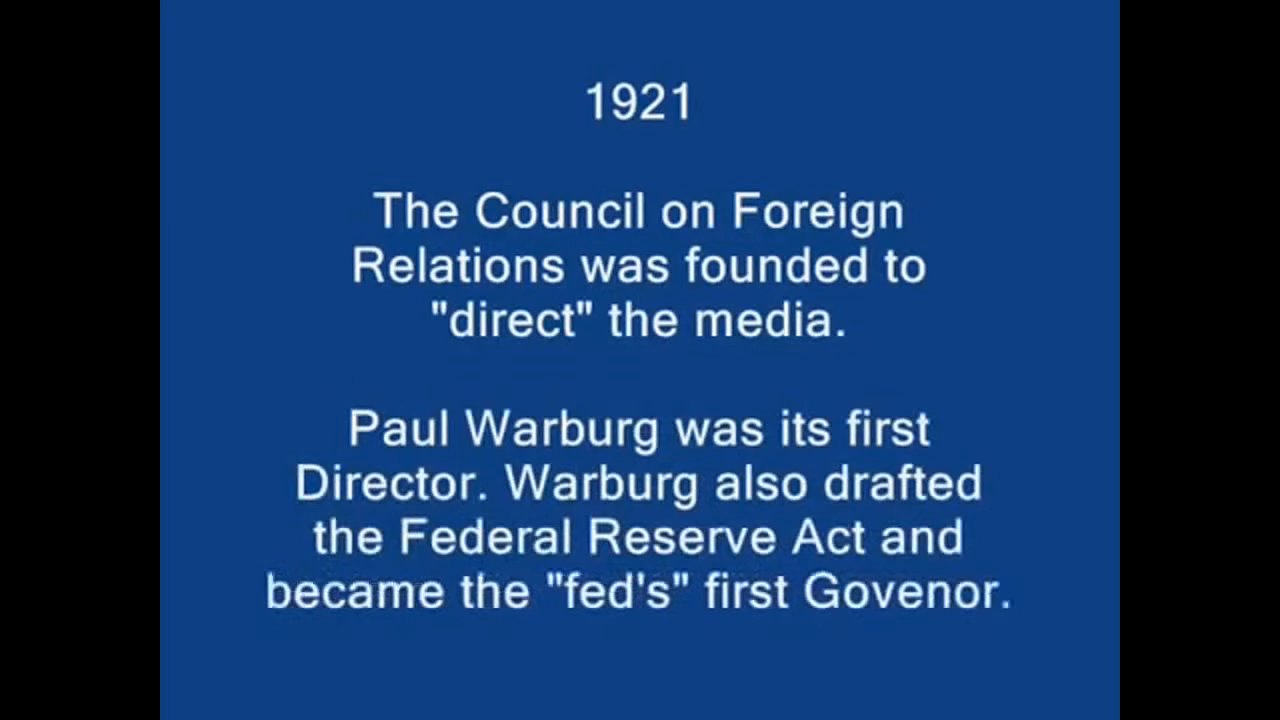 1921
The Council on Foreign
Relations was founded to
"direct" the media.
Paul Warburg was its first
Director. Warburg also drafted
the Federal Reserve Act and
became the "fed's" first Govenor.